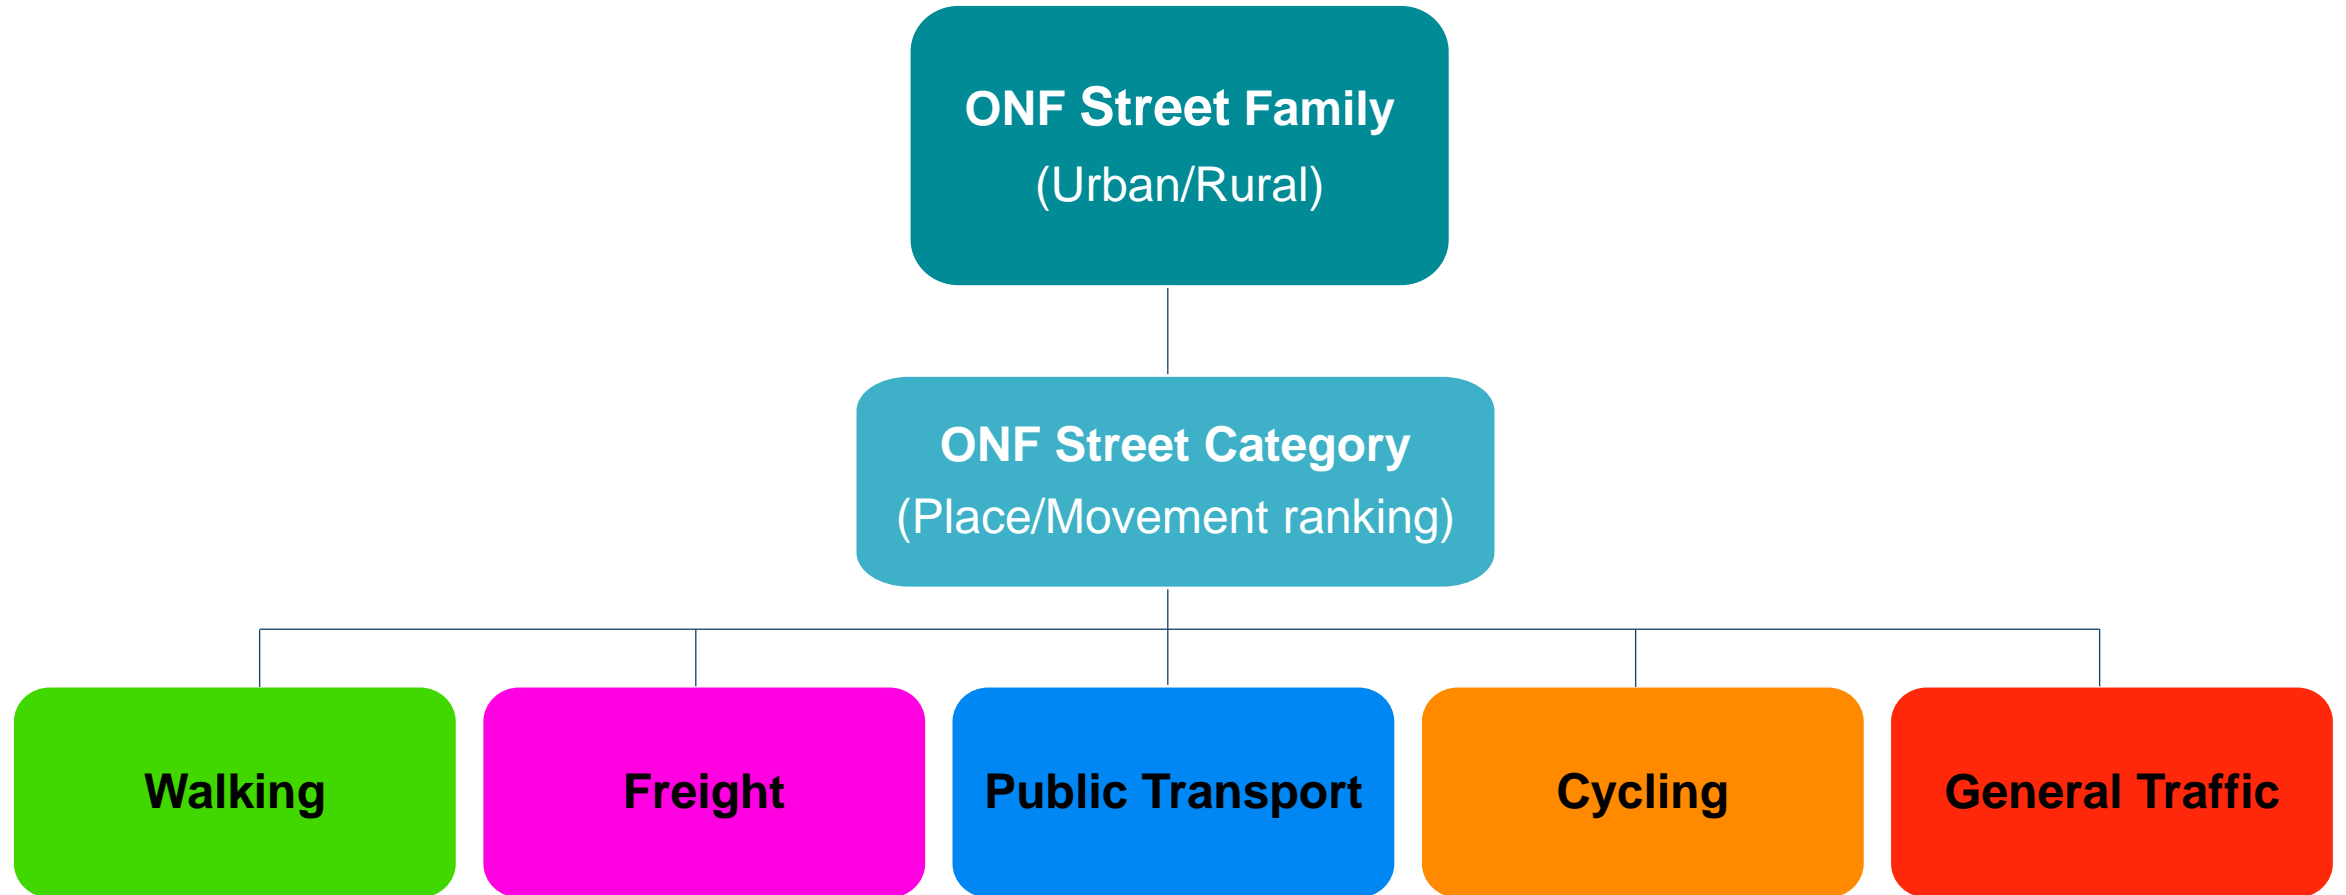 ONF Street Family
(Urban/Rural)
ONF Street Category
(Place/Movement ranking)
Walking
Freight
Public Transport
Cycling
General Traffic